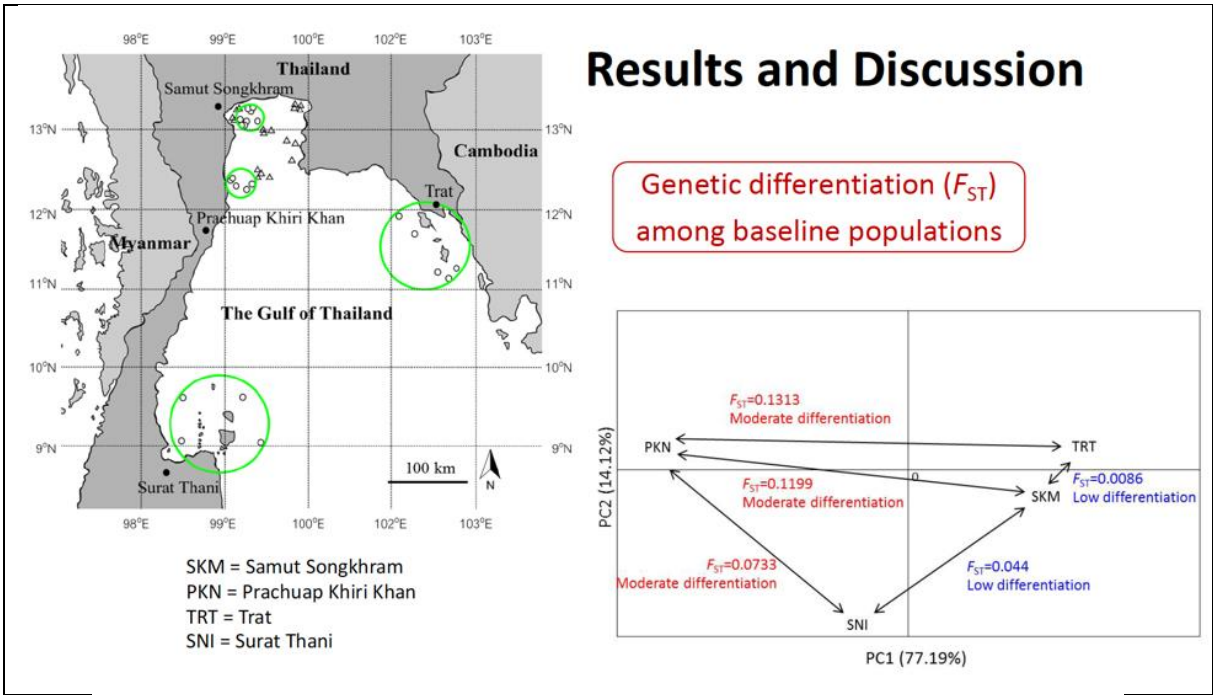 Results and Discussion
98°E 99°E 100°E 102°E 103°E
Thailand
Samut Songkhram
13°N 13°N
Cambodia
Trat
12°N 12°N
Prachuap Khiri Khan
Myanmar
11°N 11°N
The Gulf of Thailand
10°N 10°N
9°N 9°N
100 km
N
Surat Thani
98°E 99°E 100°E 102°E 103°E
SKM = Samut Songkhram
PKN = Prachuap Khiri Khan
TRT = Trat
SNI = Surat Thani
Genetic differentiation (FST)
among baseline populations
FST=0.1313
Moderate differentiation
PKN
TRT
0
FST=0.1199
Moderate differentiation
FST=0.0086
Low differentiation
SKM
FST=0.0733
Moderate differentiation
FST=0.044
Low differentiation
SNI
PC2 (14.12%)
PC1 (77.19%)